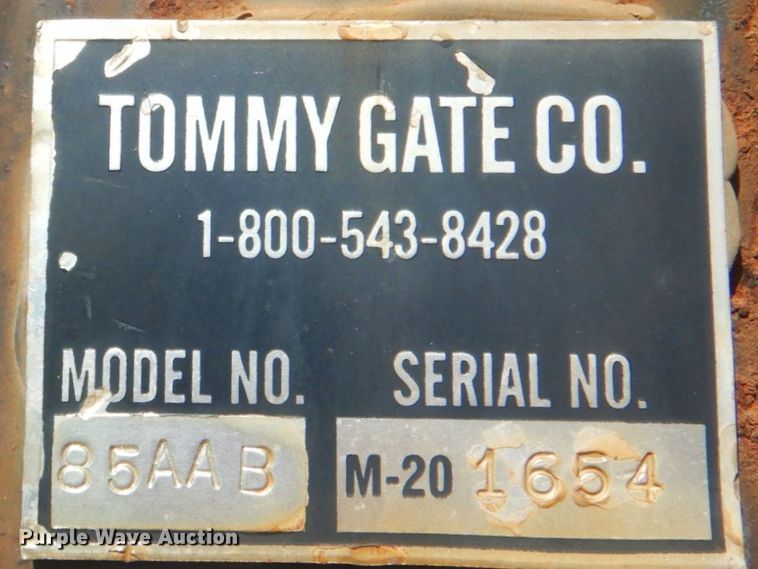 TOMMY GATE CO.
1-800-543-8428
MODEL NO. SERIAL NO.
85AAB M-20 1654
Purple Wave Auction